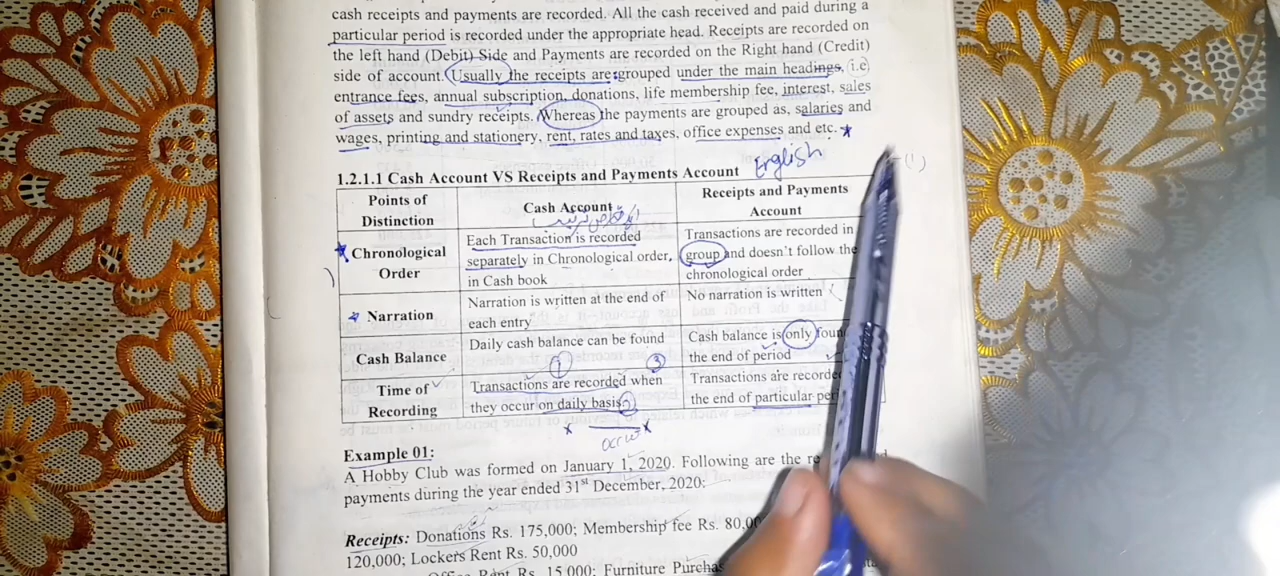 cash receipts and payments are recorded. All the cash received and paid during a
particular period is recorded under the appropriate head. Receipts are recorded on
the left hand (Debit) Side and Payments are recorded on the Right hand (Credit)
side of account. Usually the receipts are grouped under the main headings, i.e
entrance fees, annual subscription, donations, life membership fee, interest, sales
of assets and sundry receipts. Whereas the payments are grouped as, salaries and
wages, printing and stationery, rent, rates and taxes, office expenses and etc.
English
(1)
1.2.1.1 Cash Account VS Receipts and Payments Account
Points of Distinction
Cash Account
Receipts and Payments Account
Chronological Order
Each Transaction is recorded
separately in Chronological order,
in Cash book
Transactions are recorded in
group and doesn't follow the
chronological order
Narration
Narration is written at the end of
each entry
No narration is written
Cash Balance
Daily cash balance can be found
Cash balance is only
the end of period
Time of Recording
1
3
Transactions are recorded when
they occur on daily basis
Transactions are
the end of particular
occur
Example 01:
A Hobby Club was formed on January 1, 2020. Following are the
payments during the year ended 31st December, 2020;
Receipts: Donations Rs. 175,000; Membership fee Rs.
120,000; Lockers Rent Rs. 50,000
Rent Rs. 15,000; Furniture